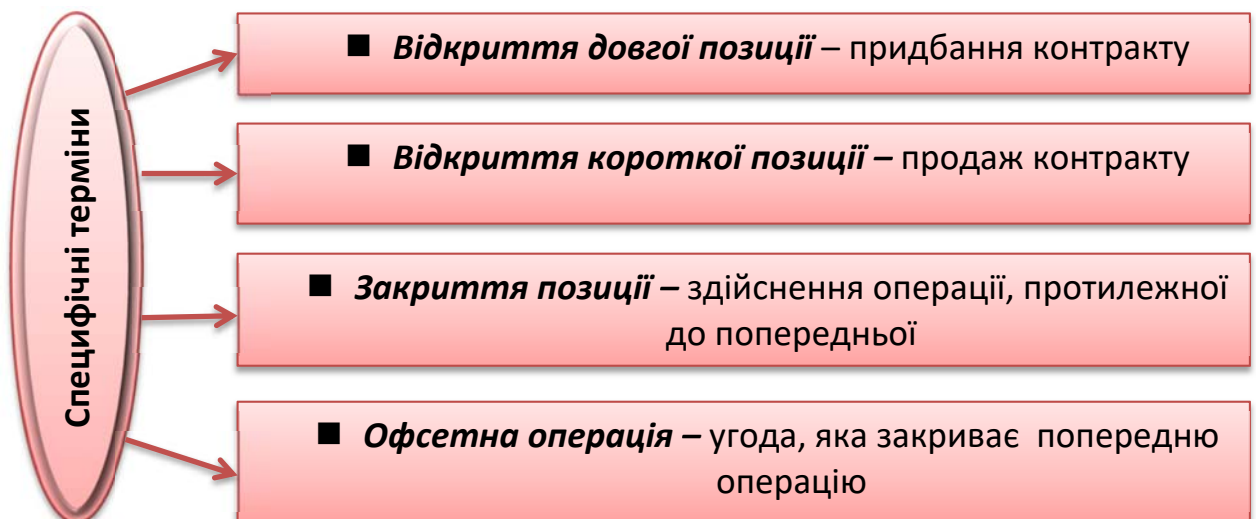 Специфічні терміни
■ Відкриття довгої позиції – придбання контракту
■ Відкриття короткої позиції – продаж контракту
■ Закриття позиції – здійснення операції, протилежної
до попередньої
■ Офсетна операція – угода, яка закриває попередню
операцію